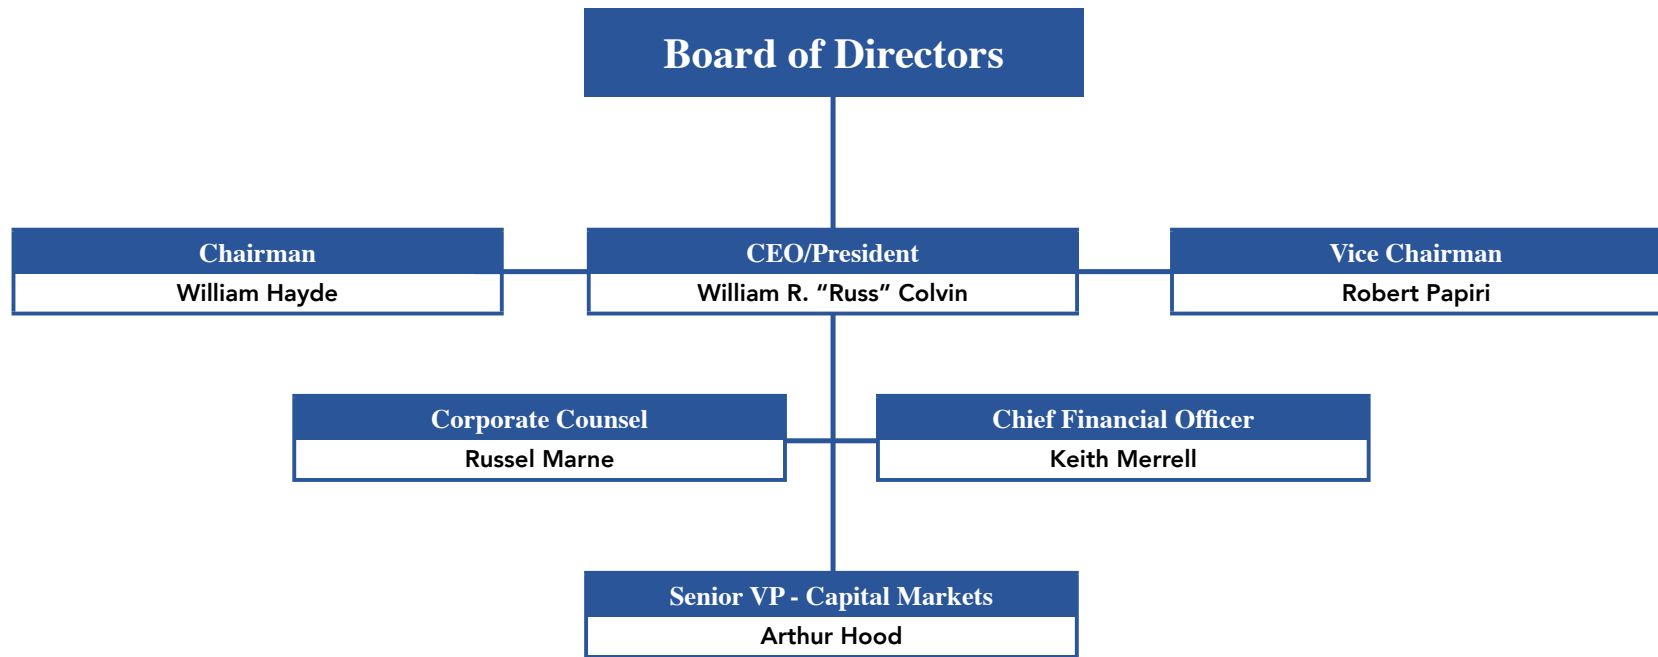 Board of Directors
Chairman
William Hayde
CEO/President
William R. “Russ” Colvin
Vice Chairman
Robert Papiri
Corporate Counsel
Russel Marne
Chief Financial Officer
Keith Merrell
Senior VP - Capital Markets
Arthur Hood